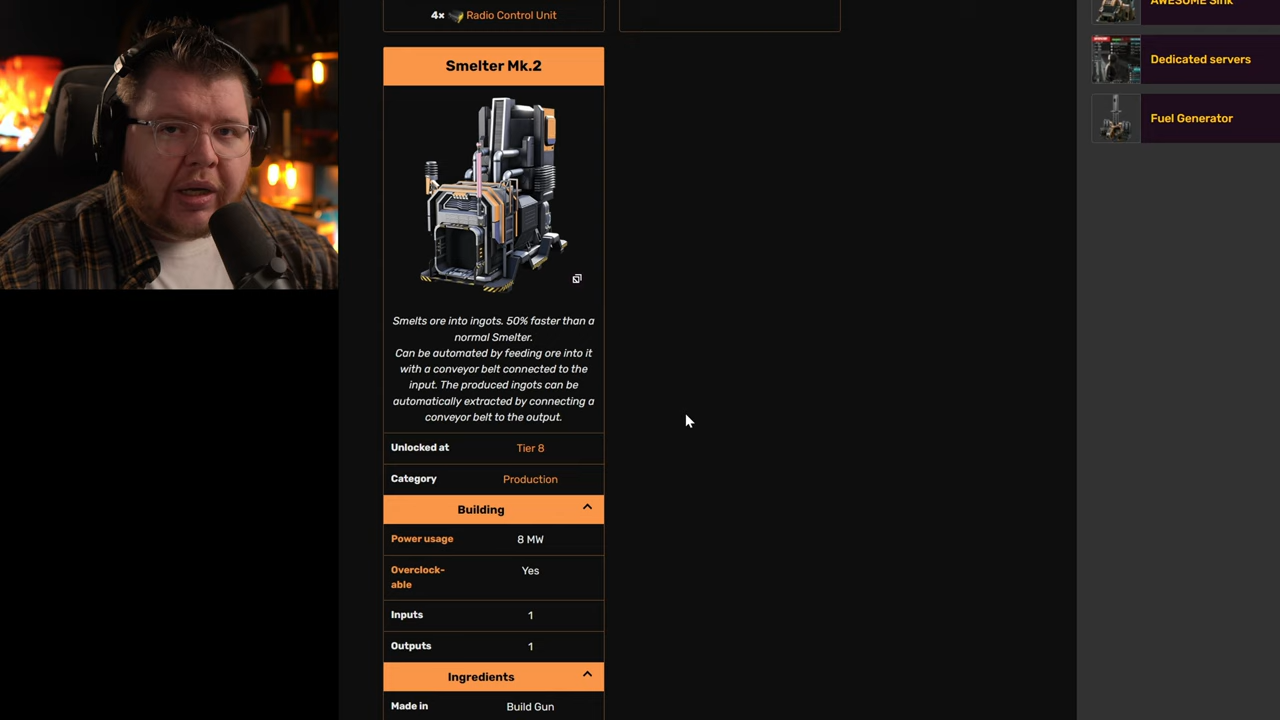 4× Radio Control Unit
Smelter Mk.2
Smelts ore into ingots. 50% faster than a
normal Smelter.
Can be automated by feeding ore into it
with a conveyor belt connected to the
input. The produced ingots can be
automatically extracted by connecting a
conveyor belt to the output.
Unlocked at Tier 8
Category Production
Building
Power usage 8 MW
Overclock-
able Yes
Inputs 1
Outputs 1
Ingredients
Made in Build Gun
AWESOME Sink
Dedicated servers
Fuel Generator